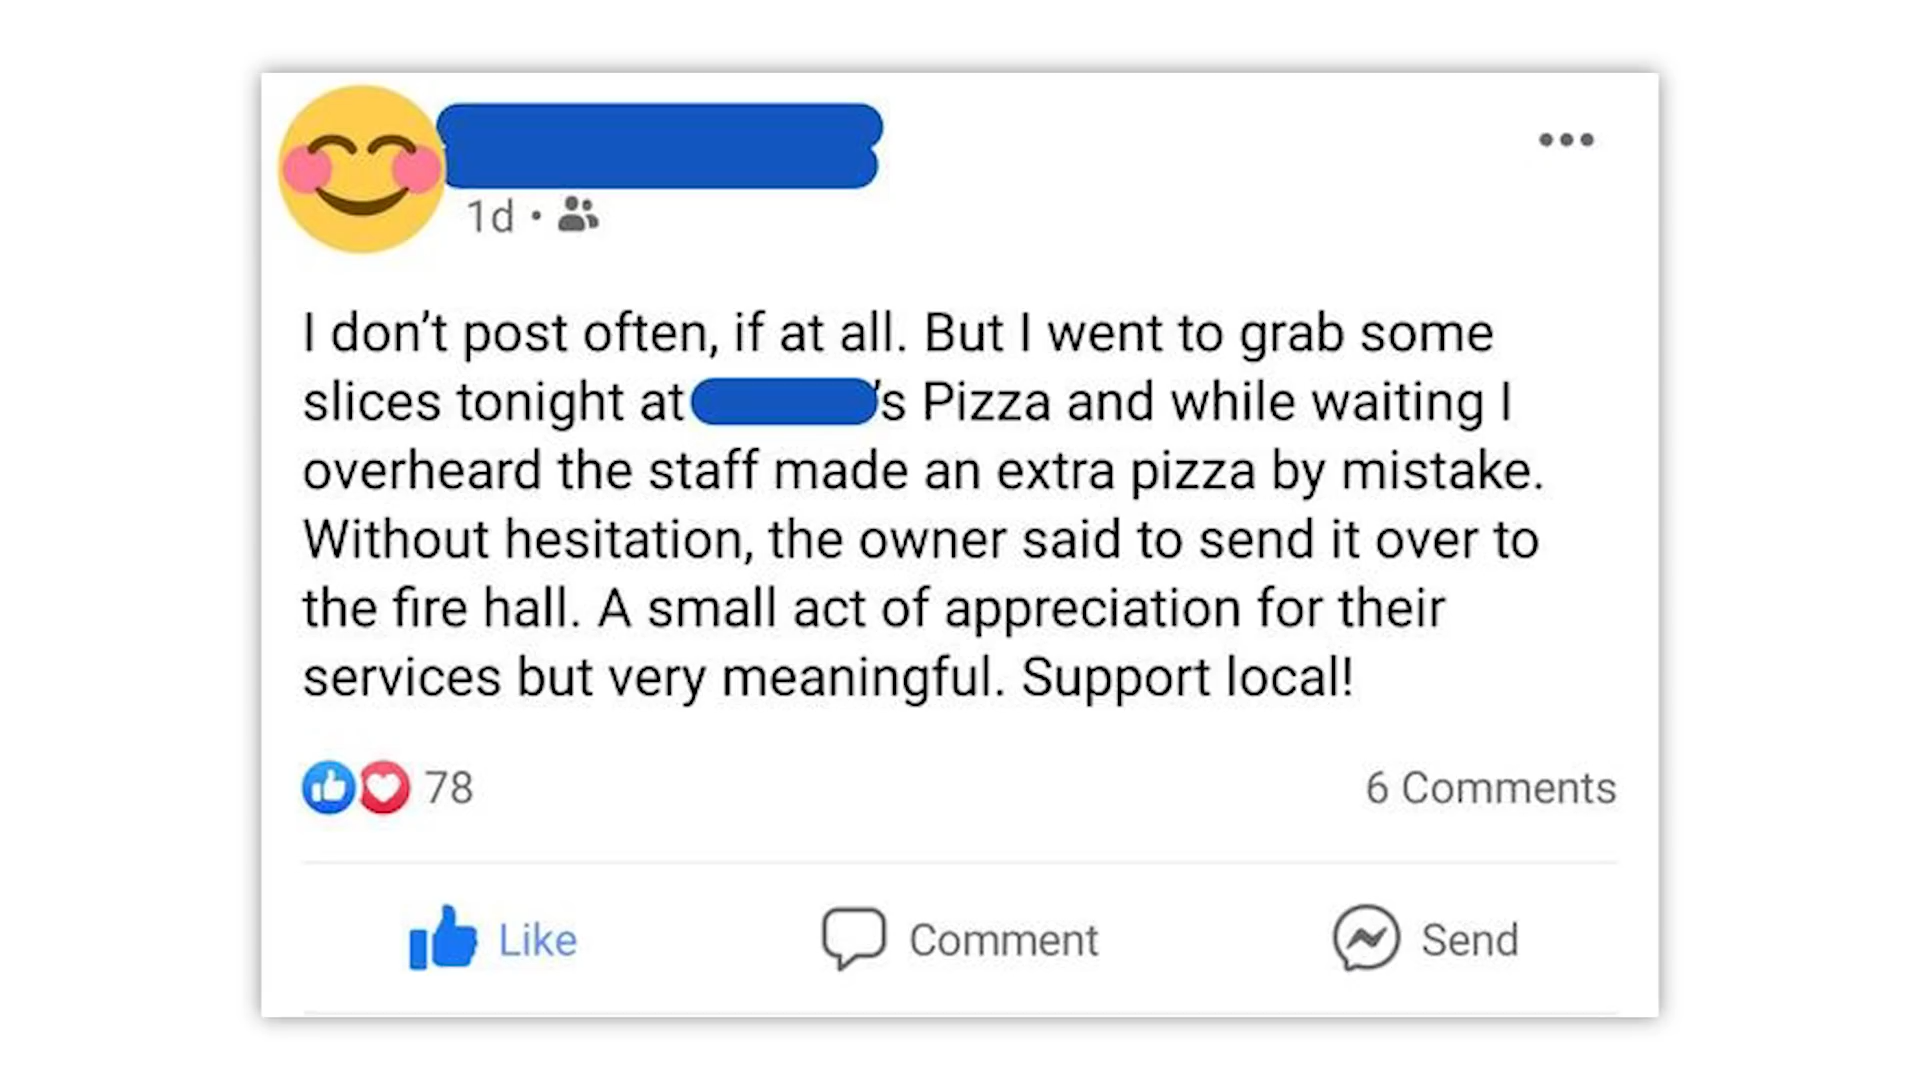 1d
I don’t post often, if at all. But I went to grab some
slices tonight at ’s Pizza and while waiting I
overheard the staff made an extra pizza by mistake.
Without hesitation, the owner said to send it over to
the fire hall. A small act of appreciation for their
services but very meaningful. Support local!
78 6 Comments
Like Comment Send